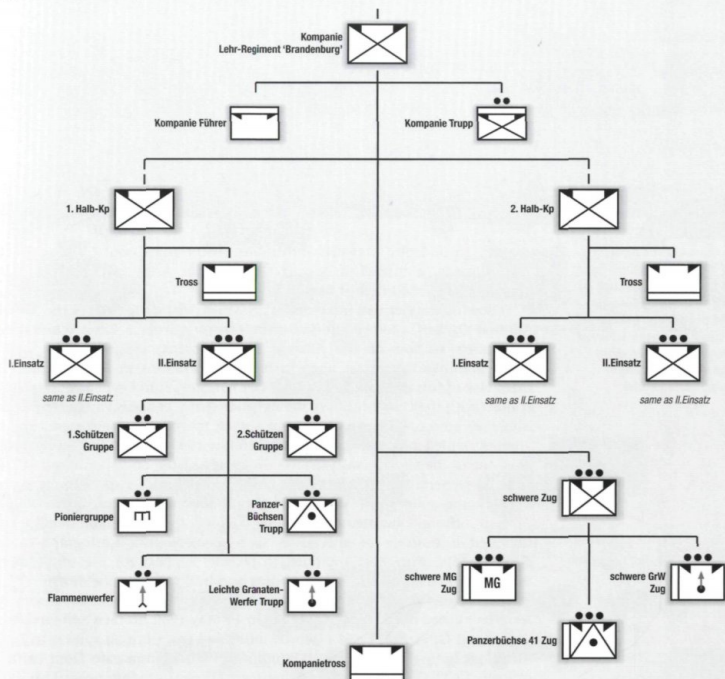 Kompanie
Lehr-Regiment ‘Brandenburg’
Kompanie Führer
Kompanie Trupp
1. Halb-Kp
2. Halb-Kp
Tross
Tross
I.Einsatz
II.Einsatz
I.Einsatz
II.Einsatz
same as II.Einsatz
same as II.Einsatz
same as II.Einsatz
1.Schützen
Gruppe
2.Schützen
Gruppe
Pioniergruppe
Panzer-
Büchsen
Trupp
schwere Zug
Flammenwerfer
Leichte Granaten-
Werfer Trupp
schwere MG
Zug
MG
schwere GrW
Zug
Panzerbüchse 41 Zug
Kompanietross